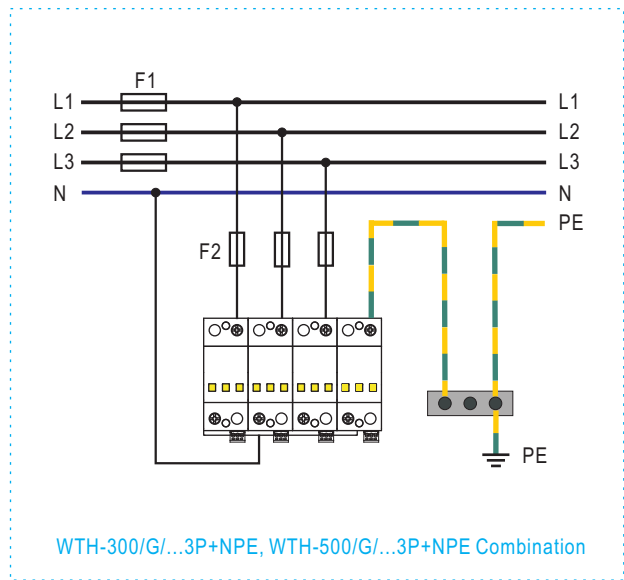 F1
L1 L1
L2 L2
L3 L3
N N
PE
F2
PE
WTH-300/G/...3P+NPE, WTH-500/G/...3P+NPE Combination